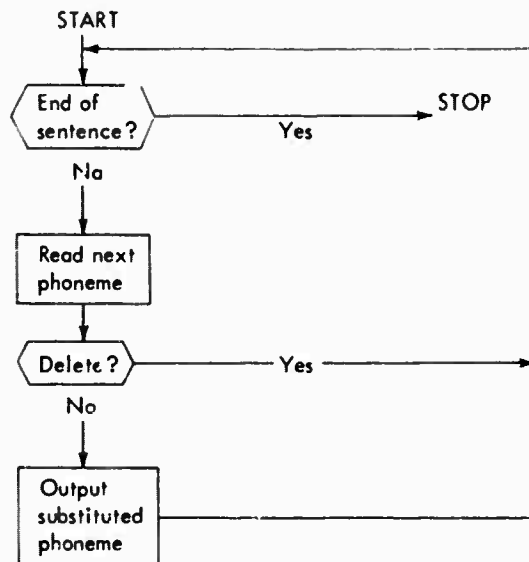 START
End of
sentence?
Yes
STOP
No
Read next
phoneme
Delete?
Yes
No
Output
substituted
phoneme